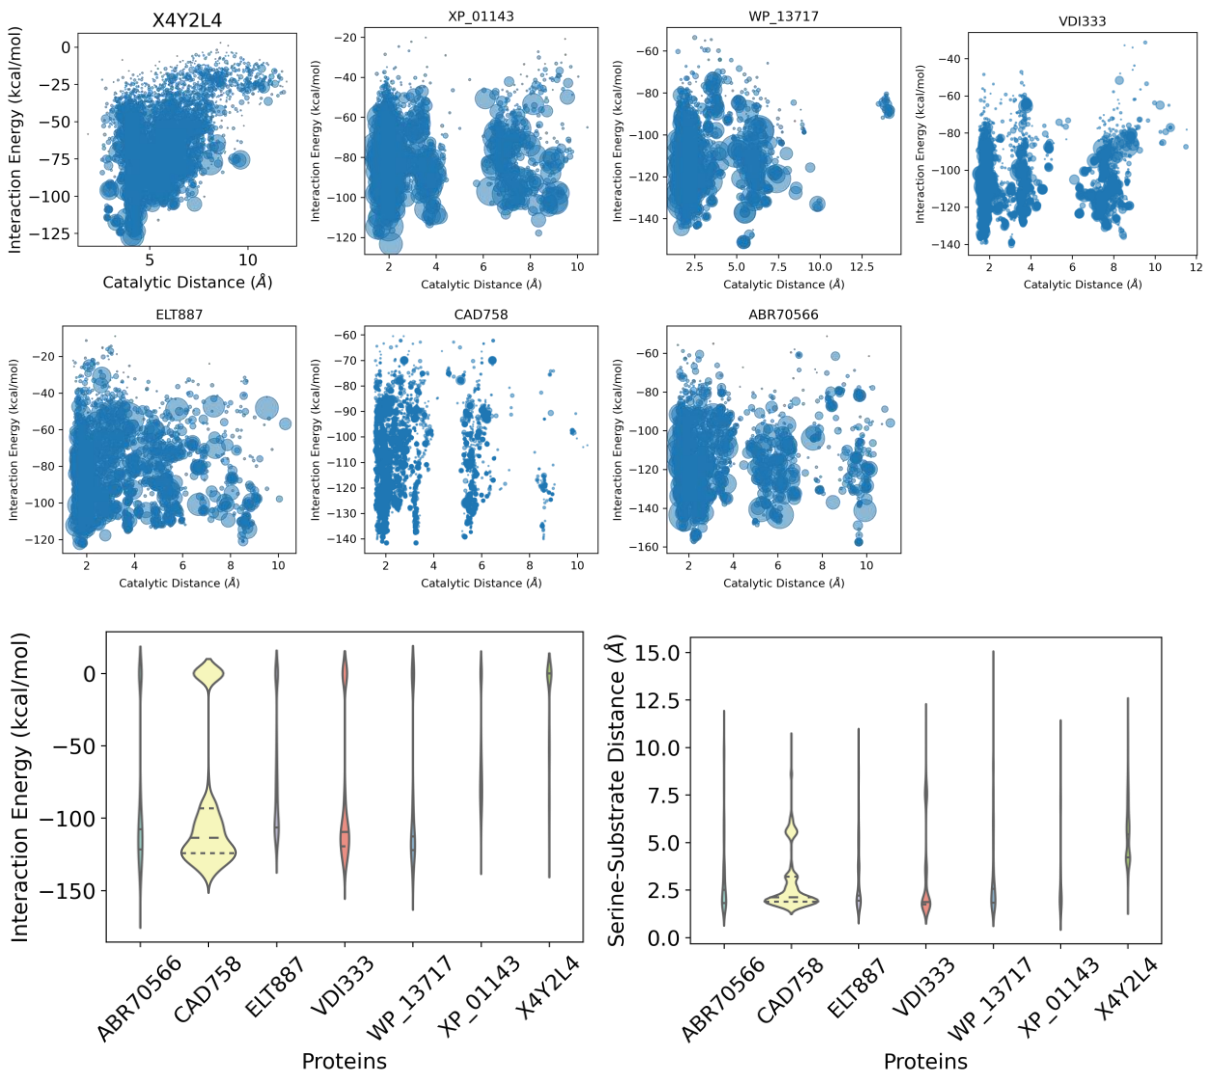 X4Y2L4
Interaction Energy (kcal/mol)
0
−25
−50
−75
−100
−125
5
10
Catalytic Distance (Å)
XP_01143
Interaction Energy (kcal/mol)
−20
−40
−60
−80
−100
−120
2
4
6
8
10
Catalytic Distance (Å)
WP_13717
Interaction Energy (kcal/mol)
−60
−80
−100
−120
−140
2.5
5.0
7.5
10.0
12.5
Catalytic Distance (Å)
VDI333
Interaction Energy (kcal/mol)
−40
−60
−80
−100
−120
−140
2
4
6
8
10
12
Catalytic Distance (Å)
ELT887
Interaction Energy (kcal/mol)
−20
−40
−60
−80
−100
−120
2
4
6
8
10
Catalytic Distance (Å)
CAD758
Interaction Energy (kcal/mol)
−60
−70
−80
−90
−100
−110
−120
−130
−140
2
4
6
8
10
Catalytic Distance (Å)
ABR70566
Interaction Energy (kcal/mol)
−60
−80
−100
−120
−140
−160
2
4
6
8
10
Catalytic Distance (Å)
Interaction Energy (kcal/mol)
0
−50
−100
−150
ABR70566
CAD758
ELT887
VDI333
WP_13717
XP_01143
X4Y2L4
Proteins
Serine-Substrate Distance (Å)
15.0
12.5
10.0
7.5
5.0
2.5
0.0
ABR70566
CAD758
ELT887
VDI333
WP_13717
XP_01143
X4Y2L4
Proteins